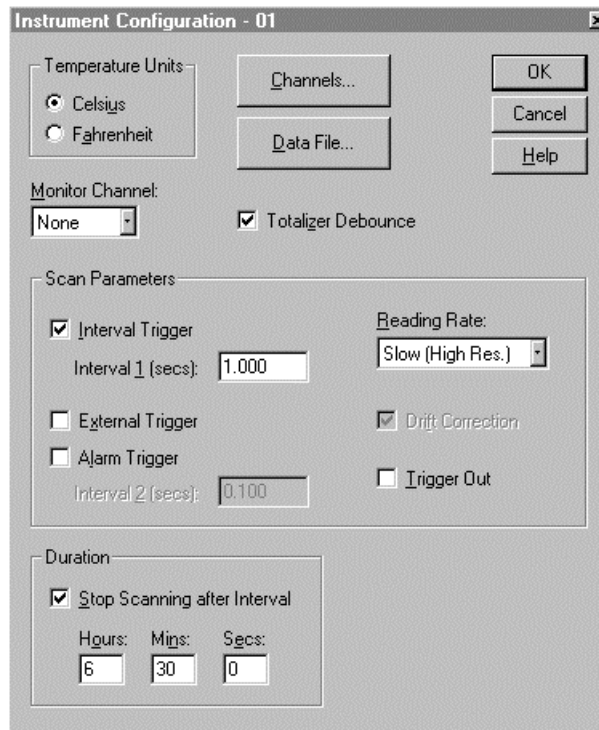 Instrument Configuration - 01
Temperature Units
Celsius
Fahrenheit
Channels...
Data File...
OK
Cancel
Help
Monitor Channel:
None
Totalizer Debounce
Scan Parameters
Interval Trigger
Interval 1 (secs): 1.000
Reading Rate:
Slow (High Res.)
External Trigger
Drift Correction
Alarm Trigger
Interval 2 (secs): 0.100
Trigger Out
Duration
Stop Scanning after Interval
Hours: Mins: Secs:
6 30 0